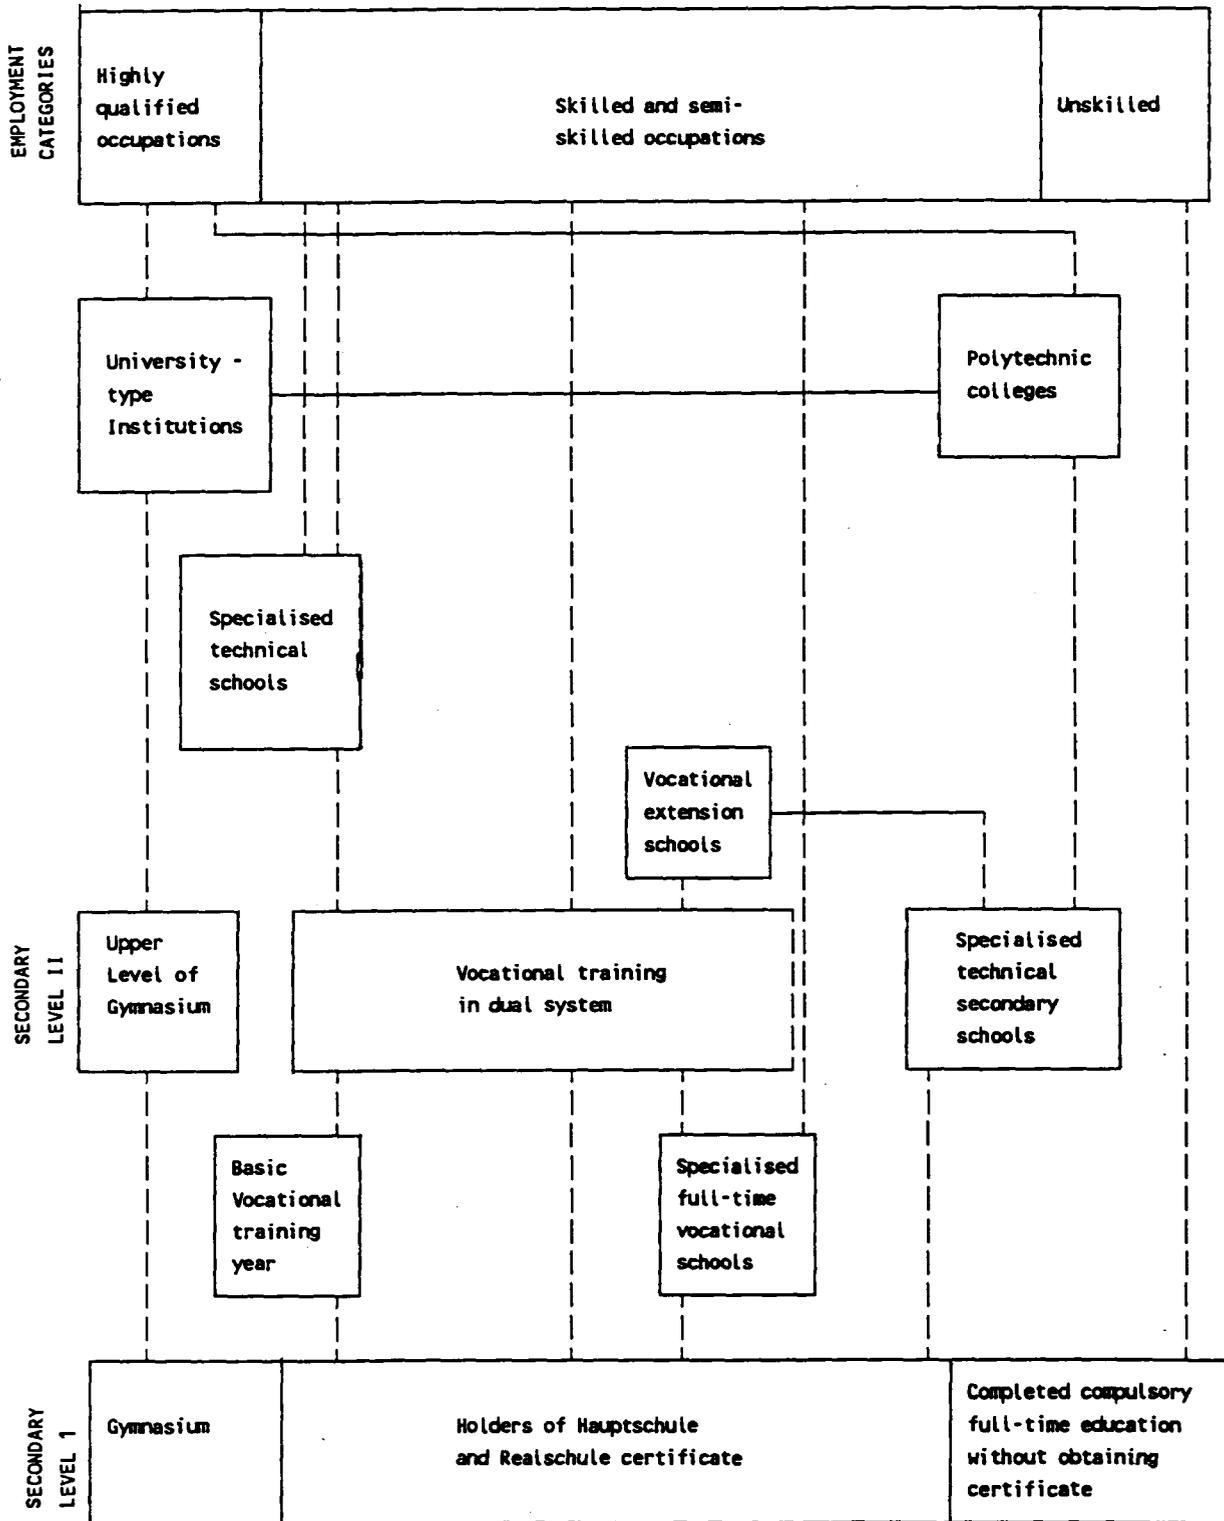 EMPLOYMENT
CATEGORIES
Highly
qualified
occupations
Skilled and semi-
skilled occupations
Unskilled
University -
type
Institutions
Polytechnic
colleges
Specialised
technical
schools
Vocational
extension
schools
SECONDARY
LEVEL II
Upper
Level of
Gymnasium
Vocational training
in dual system
Specialised
technical
secondary
schools
Basic
Vocational
training
year
Specialised
full-time
vocational
schools
SECONDARY
LEVEL 1
Gymnasium
Holders of Hauptschule
and Realschule certificate
Completed compulsory
full-time education
without obtaining
certificate